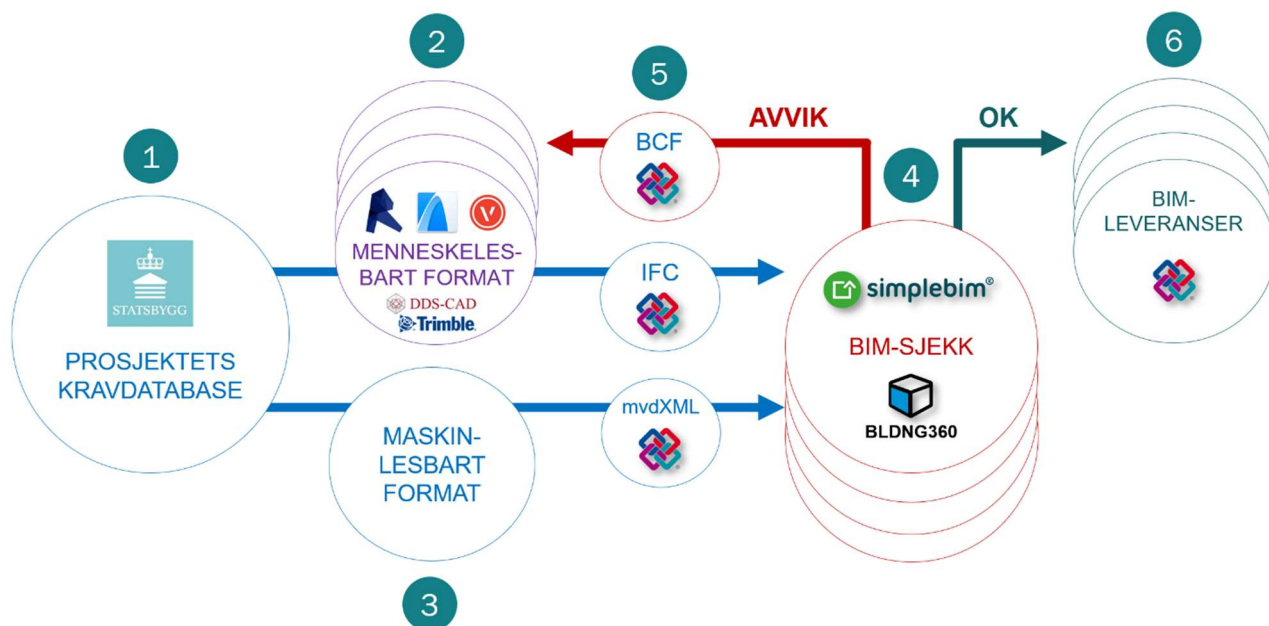 1
STATSBYGG
PROSJEKTETS
KRAVDATABASE
2
V
MENNESKELES-
BART FORMAT
DDS-CAD
Trimble
MASKIN-
LESBART
FORMAT
3
5
BCF
IFC
mvdXML
AVVIK
OK
4
simplebim®
BIM-SJEKK
BLDNG360
6
BIM-
LEVERANSER